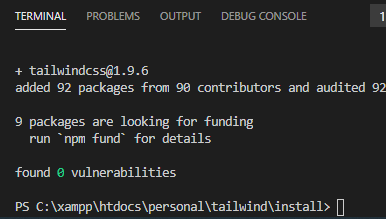 TERMINAL PROBLEMS OUTPUT DEBUG CONSOLE 1
+ tailwindcss@1.9.6
added 92 packages from 90 contributors and audited 92
9 packages are looking for funding
run `npm fund` for details
found 0 vulnerabilities
PS C:\xampp\htdocs\personal\tailwind\install>